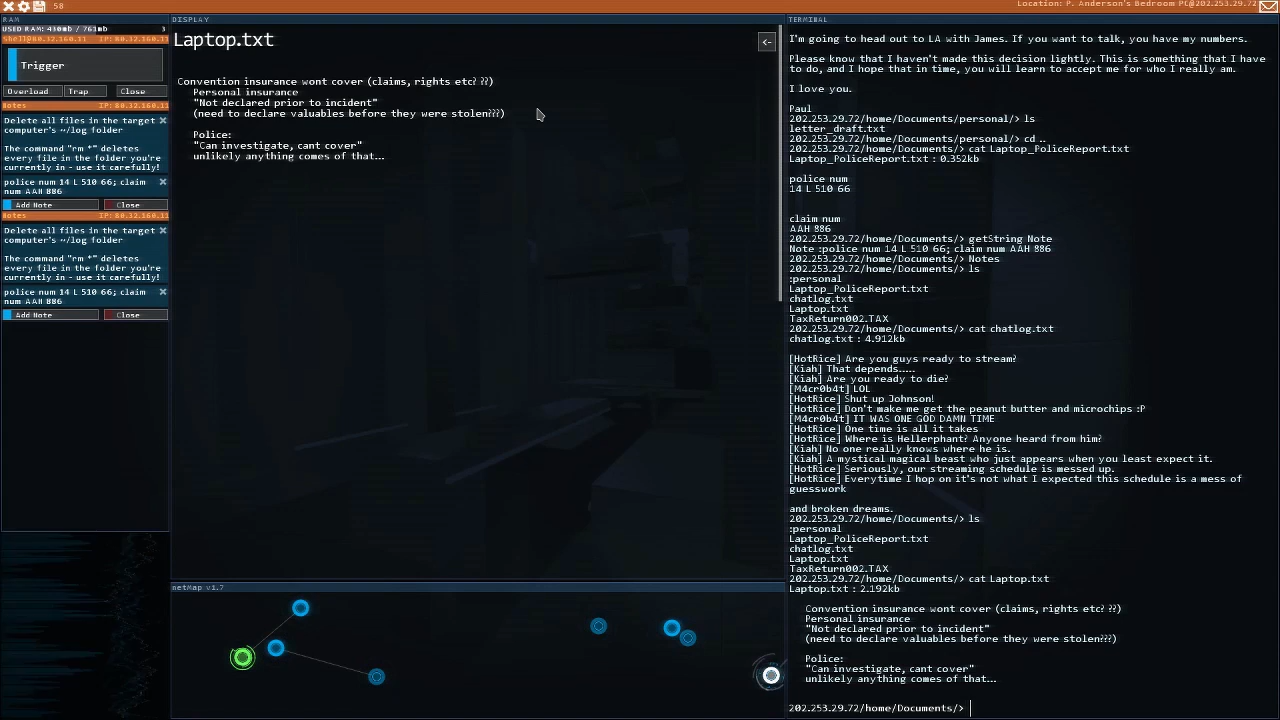 58
Location: P. Anderson's Bedroom PC@202.253.29.72
RAM
USED RAM: 430mb / 761mb 3
Shell@80.32.160.11 IP: 80.32.160.11
Trigger
Overload Trap Close
Notes IP: 80.32.160.11
Delete all files in the target
computer's ~/log folder
The command "rm *" deletes
every file in the folder you're
currently in - use it carefully!
police num 14 L 510 66; claim
num AAH 886
Add Note Close
Notes IP: 80.32.160.11
Delete all files in the target
computer's ~/log folder
The command "rm *" deletes
every file in the folder you're
currently in - use it carefully!
police num 14 L 510 66; claim
num AAH 886
Add Note Close
DISPLAY
Laptop.txt
<-
Convention insurance wont cover (claims, rights etc? ??)
Personal insurance
"Not declared prior to incident"
(need to declare valuables before they were stolen???)
Police:
"Can investigate, cant cover"
unlikely anything comes of that...
netMap v1.7
TERMINAL
I'm going to head out to LA with James. If you want to talk, you have my numbers.
Please know that I haven't made this decision lightly. This is something that I have
to do, and I hope that in time, you will learn to accept me for who I really am.
I love you.
Paul
202.253.29.72/home/Documents/personal/> ls
letter_draft.txt
202.253.29.72/home/Documents/personal/> cd ..
202.253.29.72/home/Documents/> cat Laptop_PoliceReport.txt
Laptop_PoliceReport.txt : 0.352kb
police num
14 L 510 66
claim num
AAH 886
202.253.29.72/home/Documents/> getString Note
Note :police num 14 L 510 66; claim num AAH 886
202.253.29.72/home/Documents/> Notes
202.253.29.72/home/Documents/> ls
:personal
Laptop_PoliceReport.txt
chatlog.txt
Laptop.txt
TaxReturn002.TAX
202.253.29.72/home/Documents/> cat chatlog.txt
chatlog.txt : 4.912kb
[HotRice] Are you guys ready to stream?
[Kiah] That depends.....
[Kiah] Are you ready to die?
[M4cr0b4t] LOL
[HotRice] Shut up Johnson!
[HotRice] Don't make me get the peanut butter and microchips :P
[M4cr0b4t] IT WAS ONE GOD DAMN TIME
[HotRice] One time is all it takes
[HotRice] Where is Hellerphant? Anyone heard from him?
[Kiah] No one really knows where he is.
[Kiah] A mystical magical beast who just appears when you least expect it.
[HotRice] Seriously, our streaming schedule is messed up.
[HotRice] Everytime I hop on it's not what I expected this schedule is a mess of
guesswork
and broken dreams.
202.253.29.72/home/Documents/> ls
:personal
Laptop_PoliceReport.txt
chatlog.txt
Laptop.txt
TaxReturn002.TAX
202.253.29.72/home/Documents/> cat Laptop.txt
Laptop.txt : 2.192kb
Convention insurance wont cover (claims, rights etc? ??)
Personal insurance
"Not declared prior to incident"
(need to declare valuables before they were stolen???)
Police:
"Can investigate, cant cover"
unlikely anything comes of that...
202.253.29.72/home/Documents/>